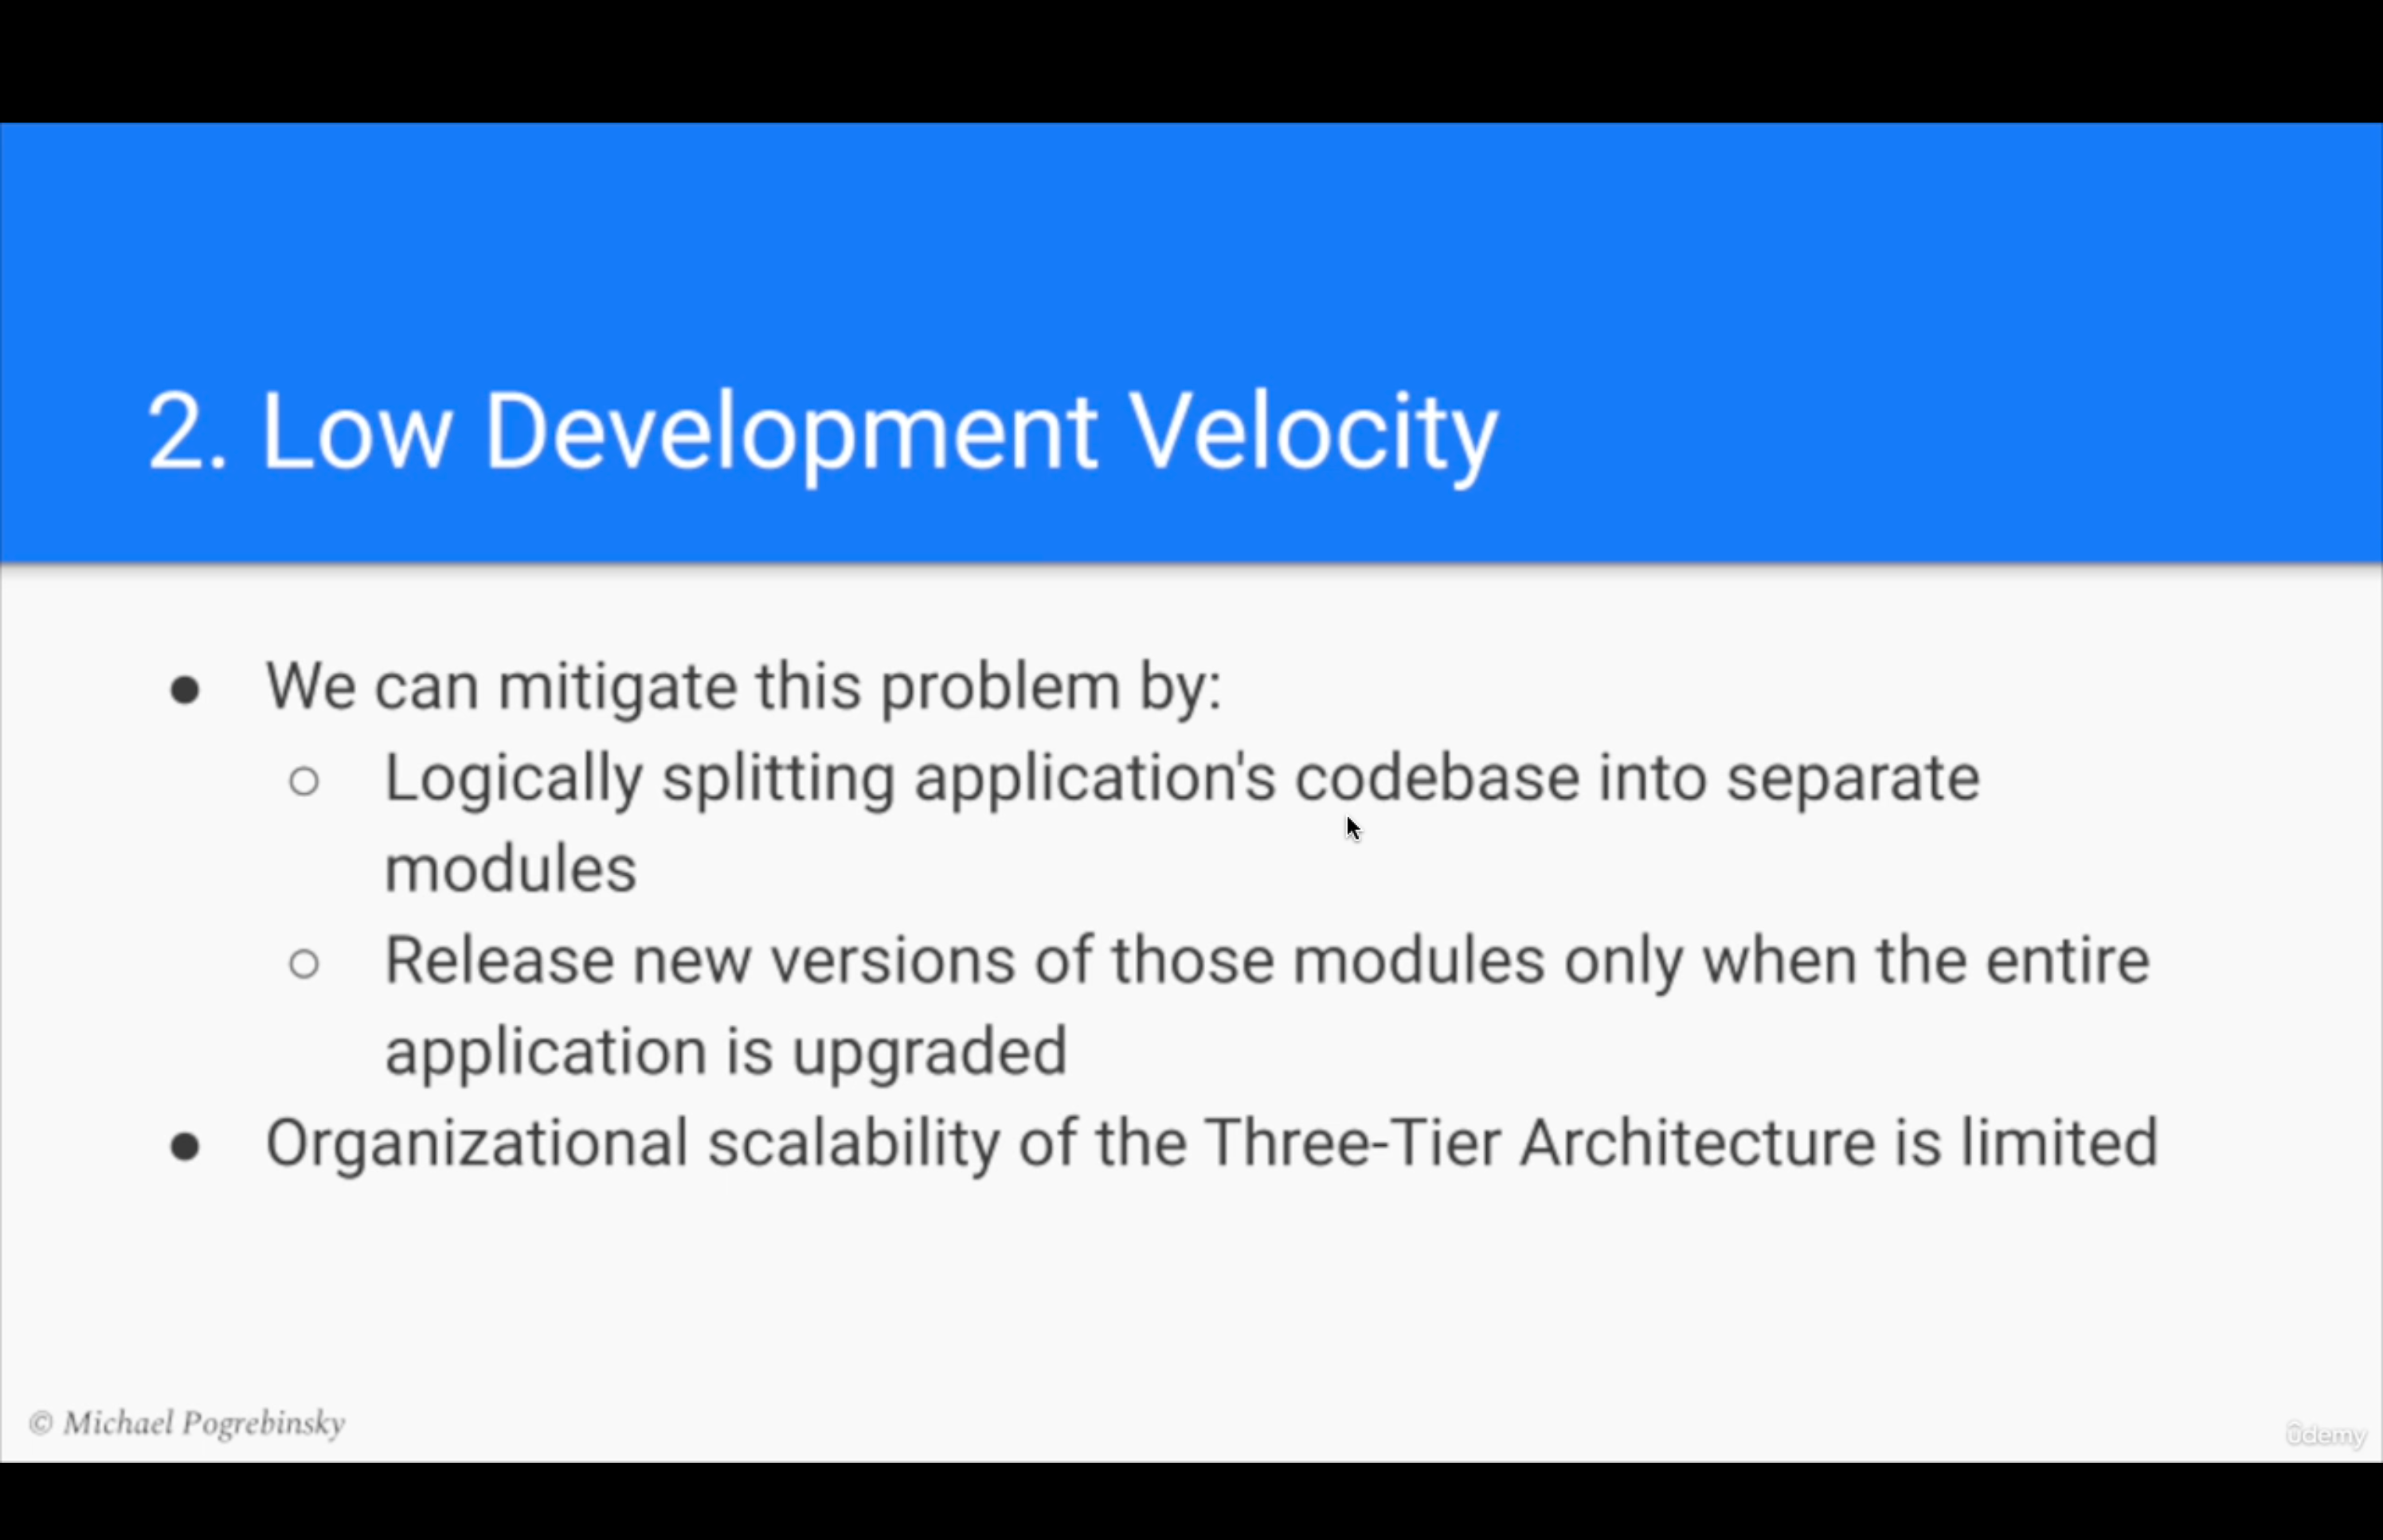 2. Low Development Velocity
● We can mitigate this problem by:
○ Logically splitting application's codebase into separate
modules
○ Release new versions of those modules only when the entire
application is upgraded
● Organizational scalability of the Three-Tier Architecture is limited
© Michael Pogrebinsky
ûdemy